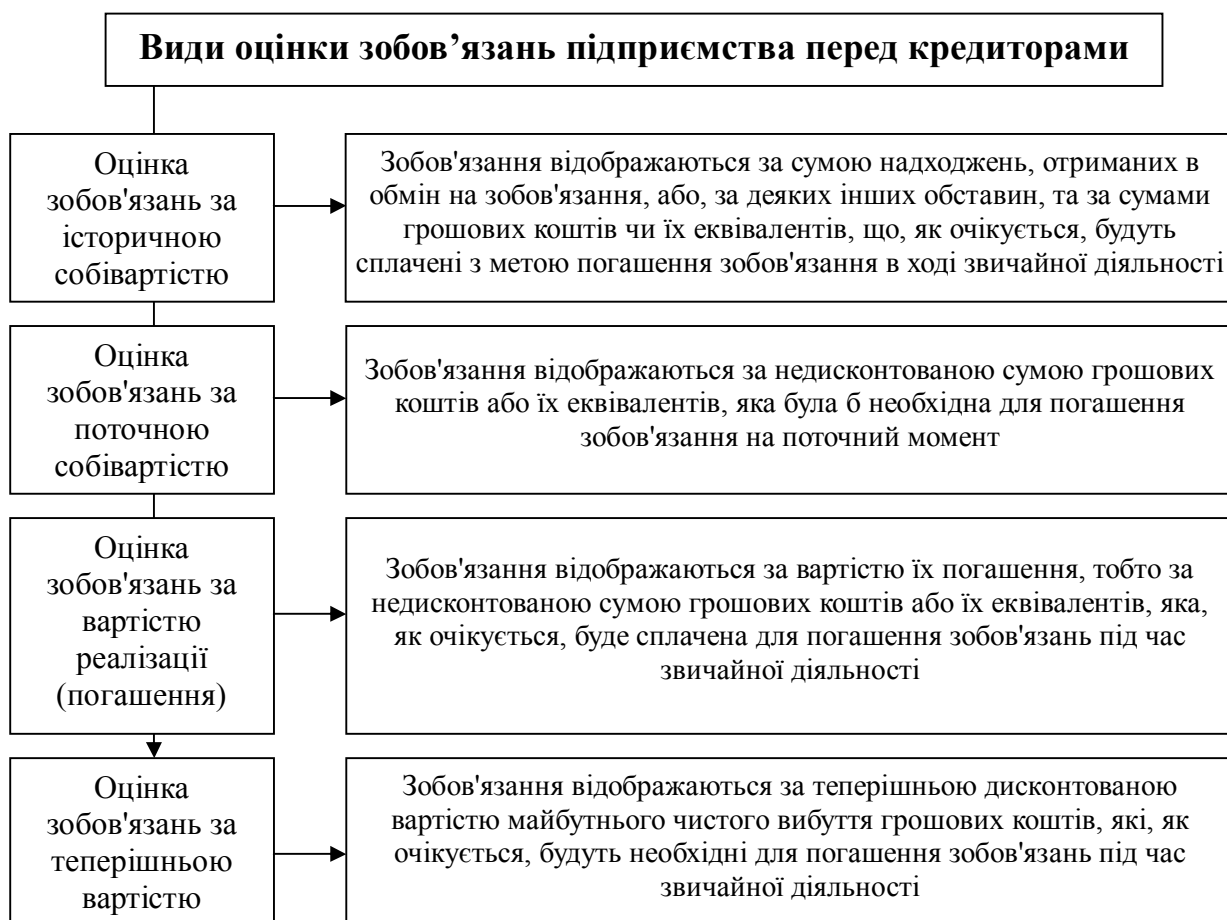 Види оцінки зобов’язань підприємства перед кредиторами
Оцінка
зобов'язань за
історичною
собівартістю
Зобов'язання відображаються за сумою надходжень, отриманих в
обмін на зобов'язання, або, за деяких інших обставин, та за сумами
грошових коштів чи їх еквівалентів, що, як очікується, будуть
сплачені з метою погашення зобов'язання в ході звичайної діяльності
Оцінка
зобов'язань за
поточною
собівартістю
Зобов'язання відображаються за недисконтованою сумою грошових
коштів або їх еквівалентів, яка була б необхідна для погашення
зобов'язання на поточний момент
Оцінка
зобов'язань за
вартістю
реалізації
(погашення)
Зобов'язання відображаються за вартістю їх погашення, тобто за
недисконтованою сумою грошових коштів або їх еквівалентів, яка,
як очікується, буде сплачена для погашення зобов'язань під час
звичайної діяльності
Оцінка
зобов'язань за
теперішньою
вартістю
Зобов'язання відображаються за теперішньою дисконтованою
вартістю майбутнього чистого вибуття грошових коштів, які, як
очікується, будуть необхідні для погашення зобов'язань під час
звичайної діяльності